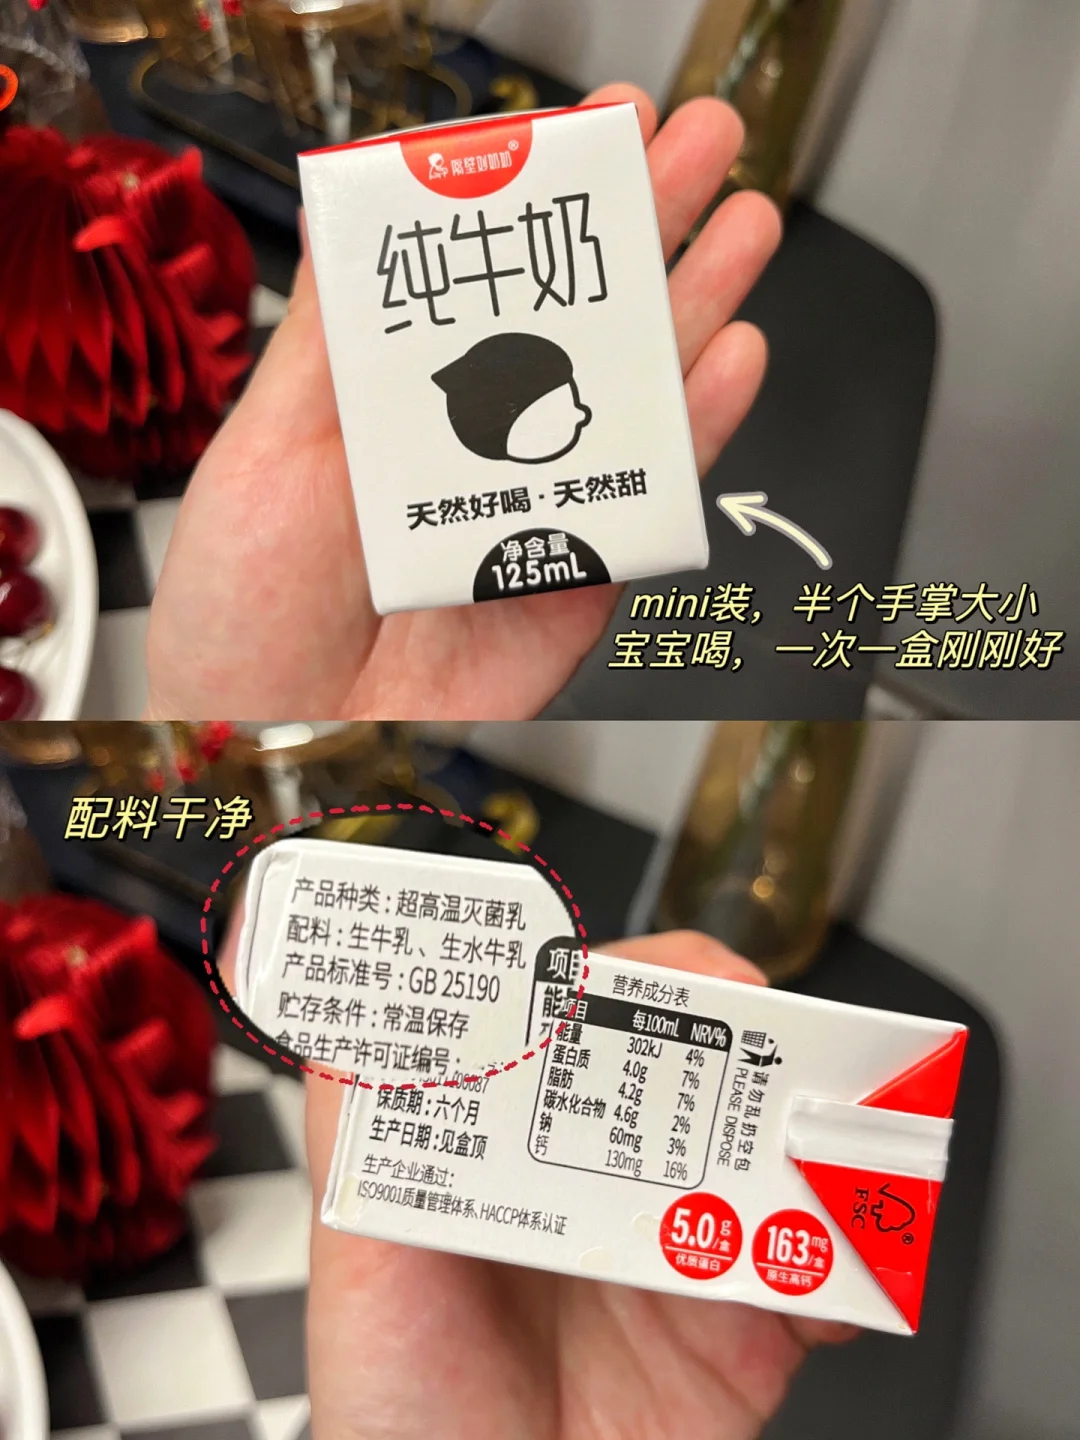 隔壁刘奶奶®
纯牛奶
天然好喝·天然甜
净含量
125mL
mini装，半个手掌大小
宝宝喝，一次一盒刚刚好
配料干净
产品种类:超高温灭菌乳
配料:生牛乳、生水牛乳
产品标准号:GB 25190
贮存条件:常温保存
食品生产许可证编号:
保质期:六个月
生产日期:见盒顶
生产企业通过:
ISO9001质量管理体系、HACCP体系认证
营养成分表
项目 每100mL NRV%
能量 302kJ 4%
蛋白质 4.0g 7%
脂肪 4.2g 7%
碳水化合物 4.6g 2%
钠 60mg 3%
钙 130mg 16%
请勿乱扔空包
PLEASE DISPOSE
5.0g/盒
优质蛋白
163mg/盒
原生高钙
FSC®